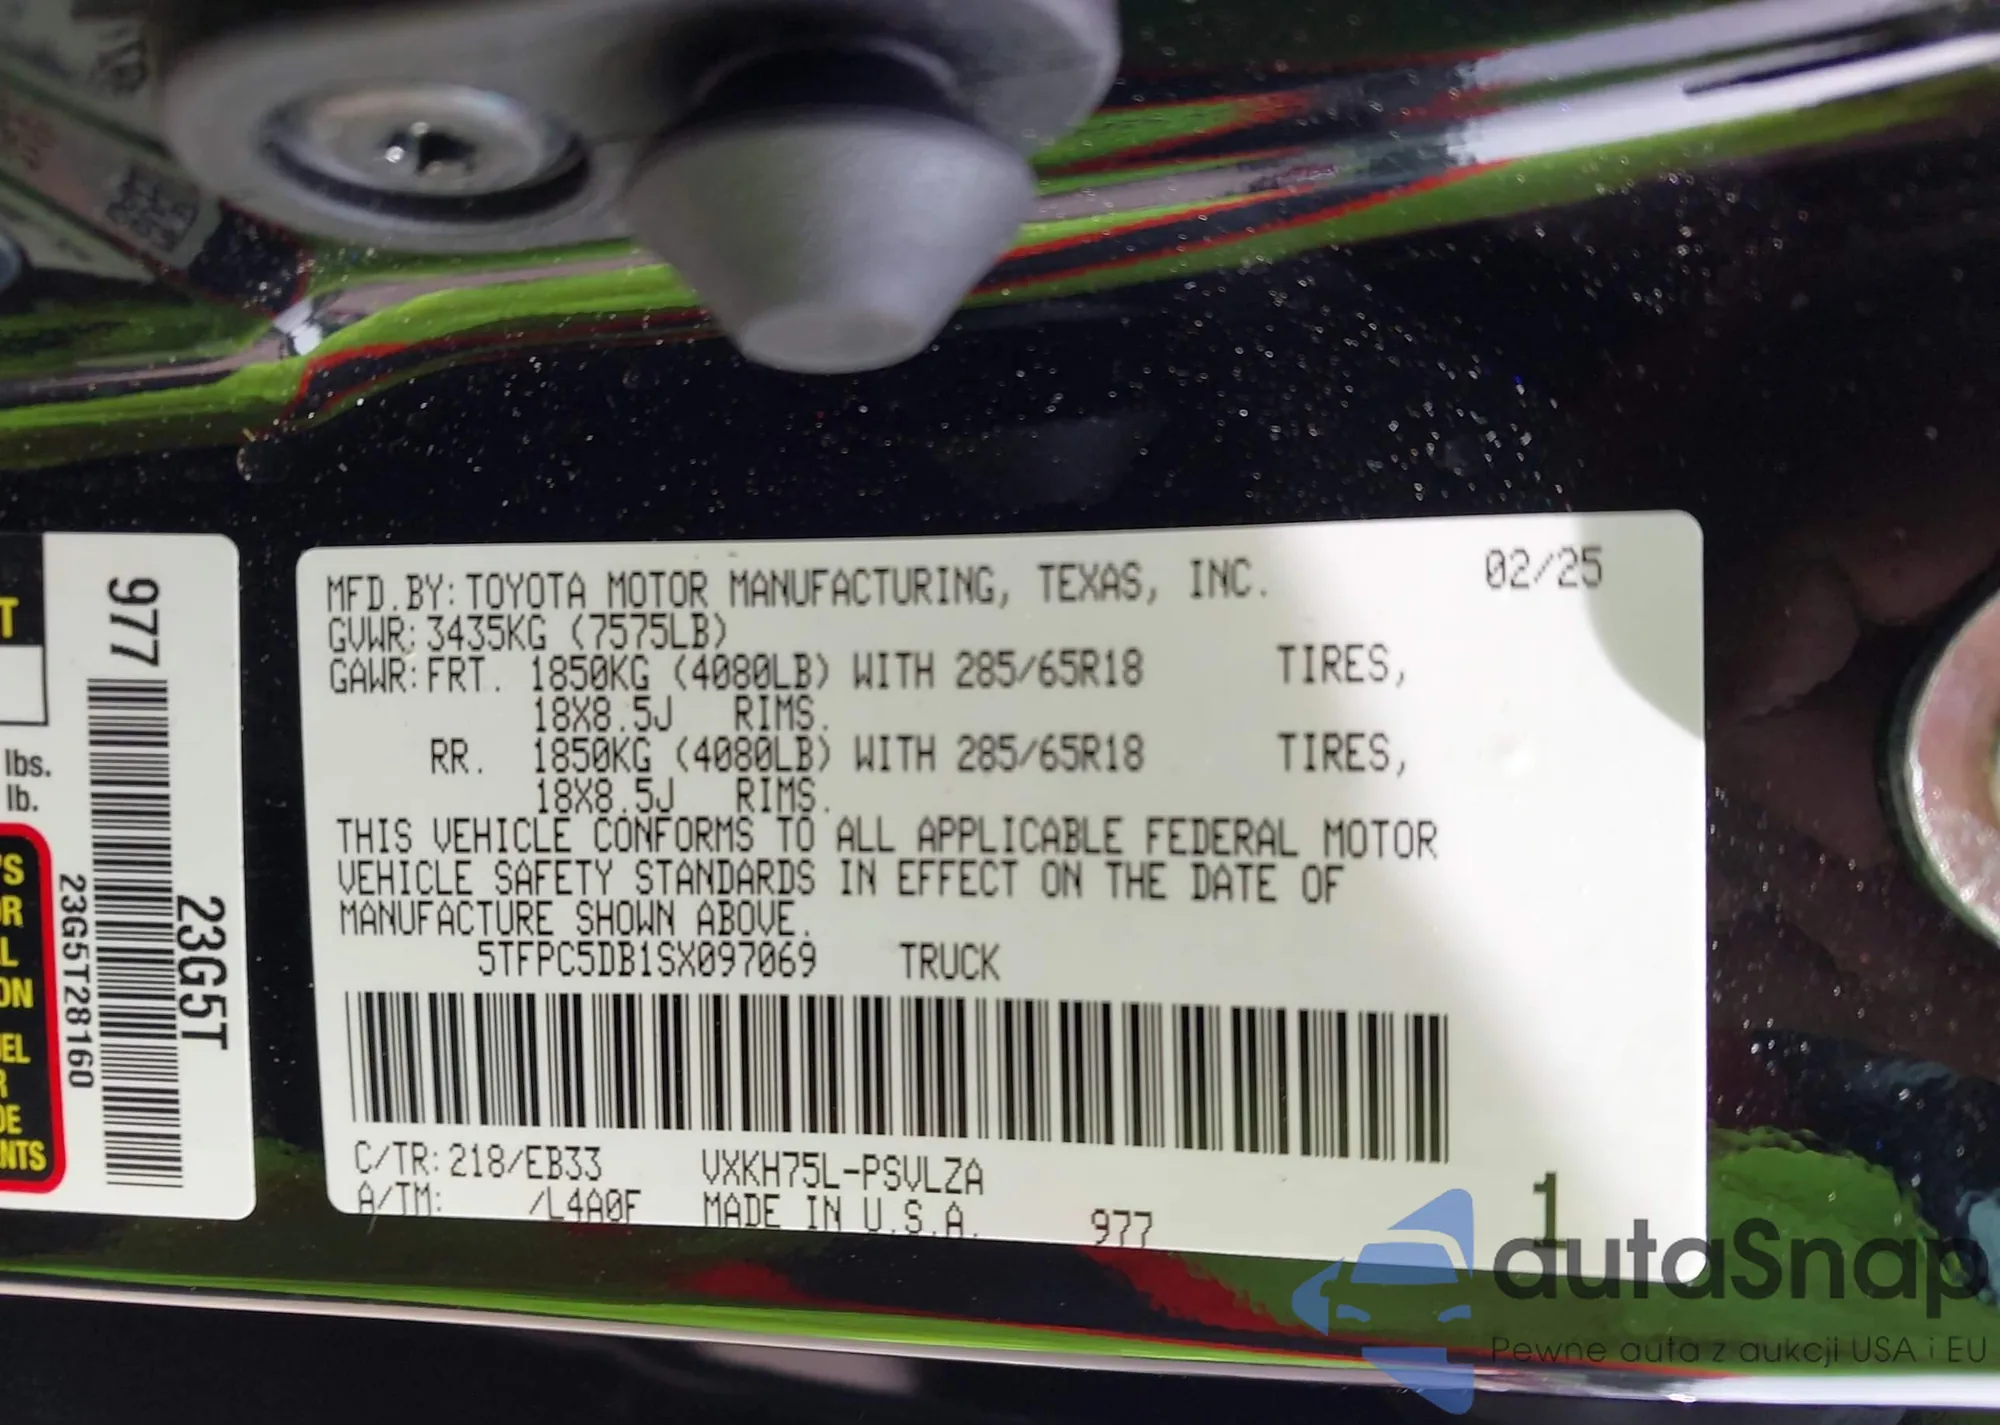 MFD.BY:TOYOTA MOTOR MANUFACTURING, TEXAS, INC. 02/25
GVWR:3435KG (7575LB)
GAWR:FRT. 1850KG (4080LB) WITH 285/65R18 TIRES,
18X8.5J RIMS.
RR. 1850KG (4080LB) WITH 285/65R18 TIRES,
18X8.5J RIMS.
THIS VEHICLE CONFORMS TO ALL APPLICABLE FEDERAL MOTOR
VEHICLE SAFETY STANDARDS IN EFFECT ON THE DATE OF
MANUFACTURE SHOWN ABOVE.
5TFPC5DB1SX097069 TRUCK
C/TR:218/EB33 VXKH75L-PSVLZA
A/TM: /L4A0F MADE IN U.S.A. 977 1
977
23G5T
23G5T28160
lbs.
lb.
autaSnap
Pewne auta z aukcji USA i EU